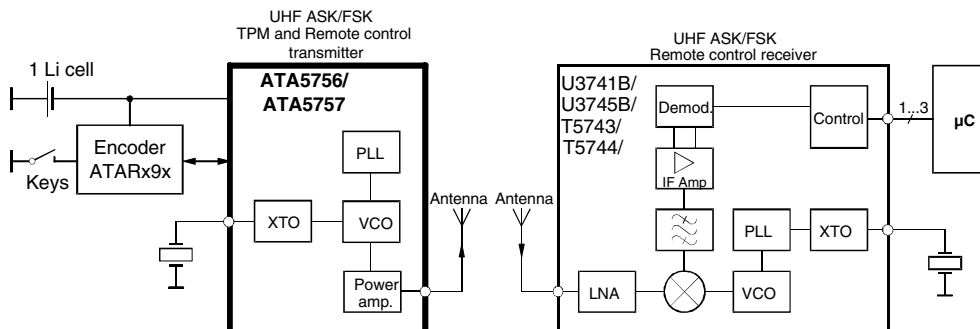 UHF ASK/FSK
TPM and Remote control
transmitter
UHF ASK/FSK
Remote control receiver
1 Li cell
ATA5756/
ATA5757
Encoder
ATARx9x
Keys
PLL
XTO
VCO
Power
amp.
Antenna
Antenna
U3741B/
U3745B/
T5743/
T5744/
Demod.
Control
1...3
µC
IF Amp
PLL
XTO
LNA
VCO